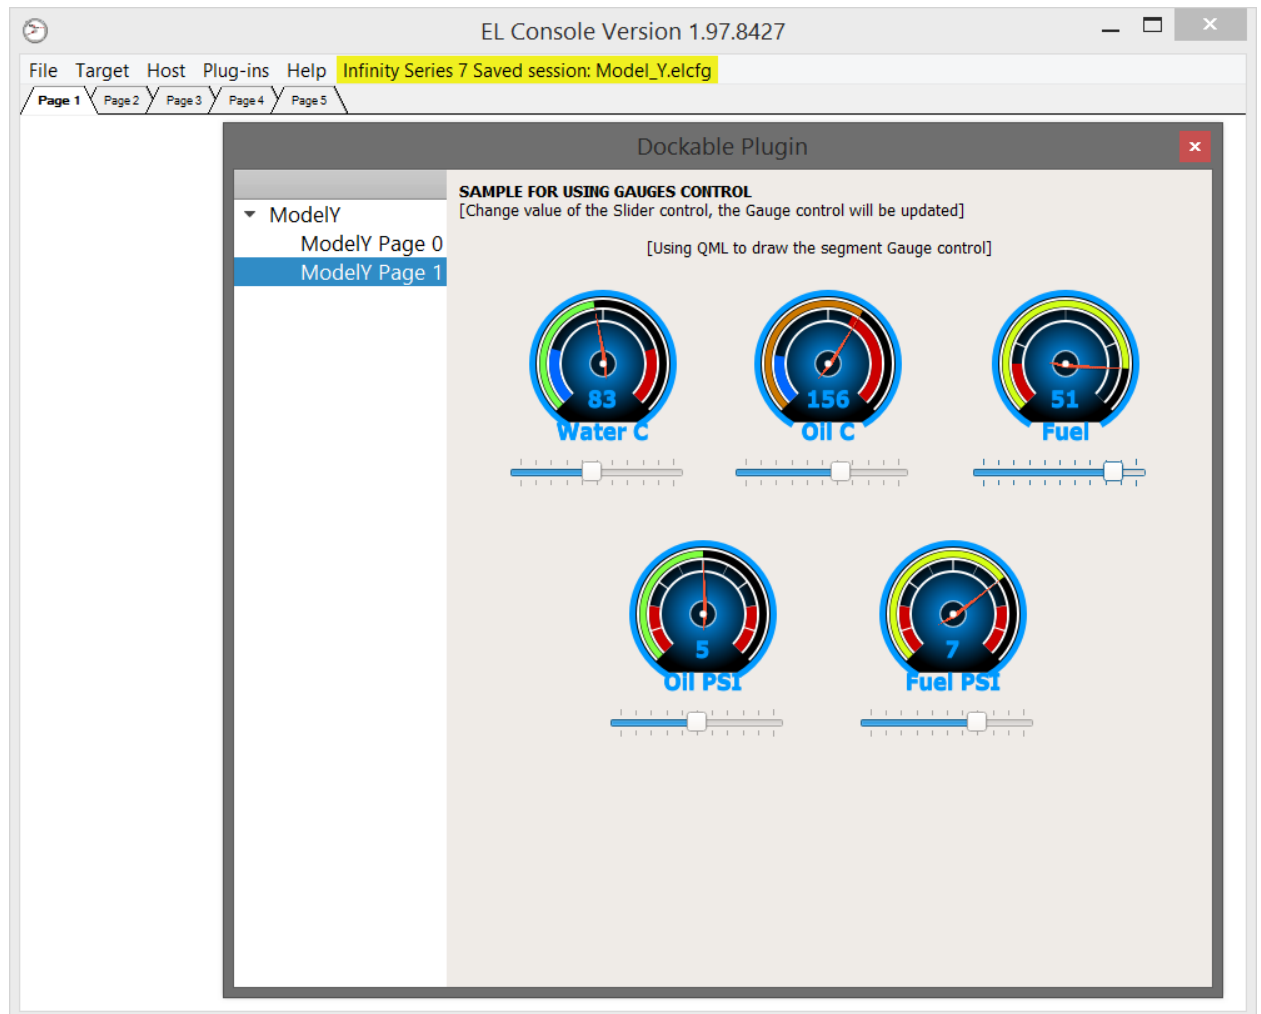 EL Console Version 1.97.8427
File Target Host Plug-ins Help Infinity Series 7 Saved session: Model_Y.elcfg
Page 1 Page 2 Page 3 Page 4 Page 5
Dockable Plugin
ModelY
ModelY Page 0
ModelY Page 1
SAMPLE FOR USING GAUGES CONTROL
[Change value of the Slider control, the Gauge control will be updated]
[Using QML to draw the segment Gauge control]
83 156 51
Water C Oil C Fuel
5 7
Oil PSI Fuel PSI